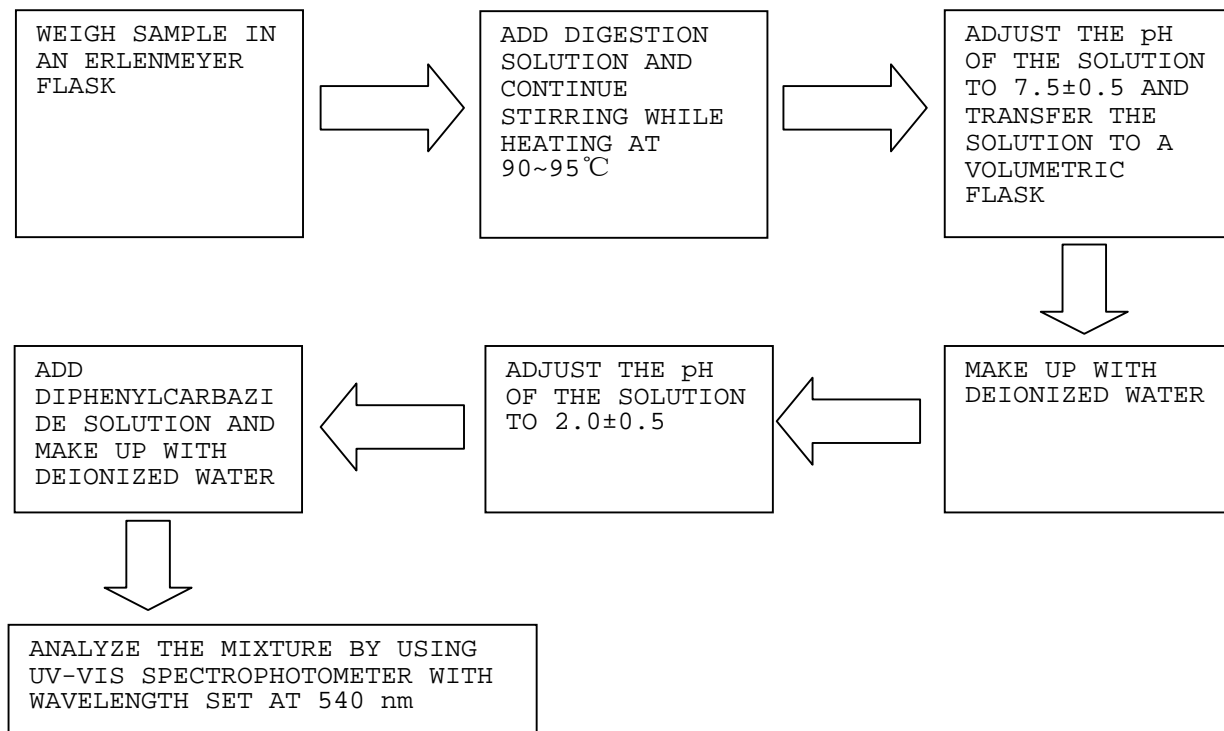 WEIGH SAMPLE IN
AN ERLENMEYER
FLASK
ADD DIGESTION
SOLUTION AND
CONTINUE
STIRRING WHILE
HEATING AT
90~95℃
ADJUST THE pH
OF THE SOLUTION
TO 7.5±0.5 AND
TRANSFER THE
SOLUTION TO A
VOLUMETRIC
FLASK
MAKE UP WITH
DEIONIZED WATER
ADJUST THE pH
OF THE SOLUTION
TO 2.0±0.5
ADD
DIPHENYLCARBAZI
DE SOLUTION AND
MAKE UP WITH
DEIONIZED WATER
ANALYZE THE MIXTURE BY USING
UV-VIS SPECTROPHOTOMETER WITH
WAVELENGTH SET AT 540 nm